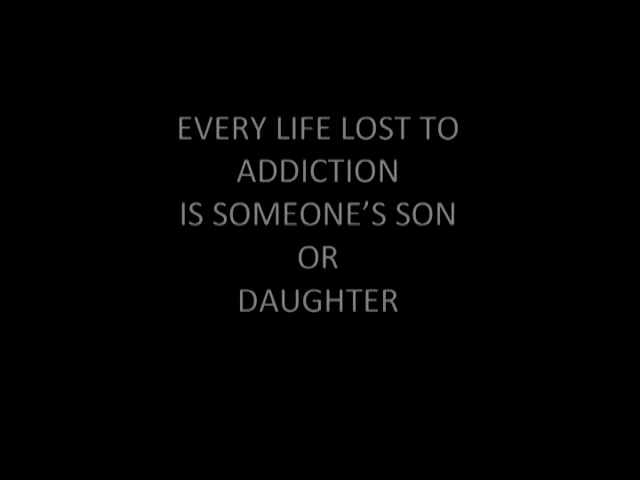 EVERY LIFE LOST TO
ADDICTION
IS SOMEONE’S SON
OR
DAUGHTER